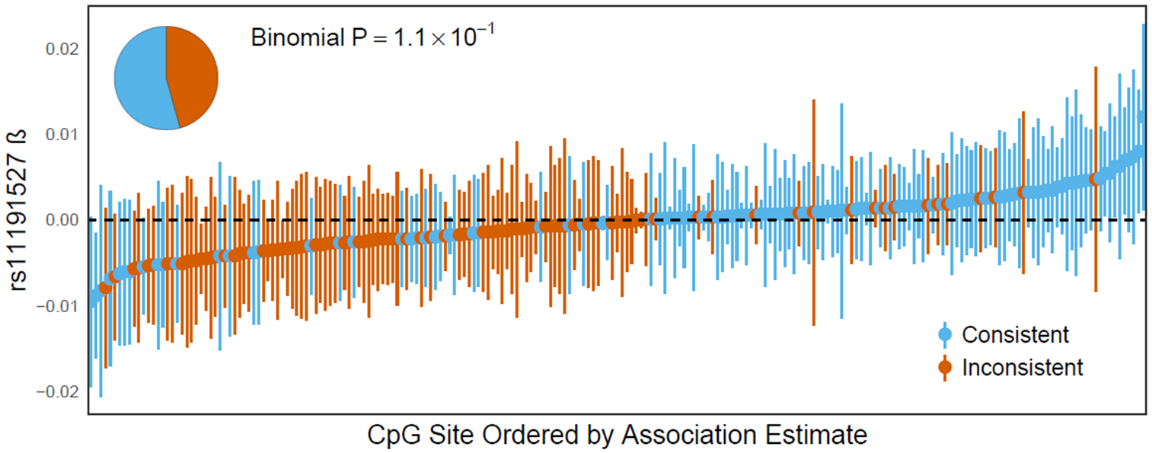 Binomial P = 1.1×10⁻¹
0.02
0.01
0.00
−0.01
−0.02
rs111191527 ß
Consistent
Inconsistent
CpG Site Ordered by Association Estimate